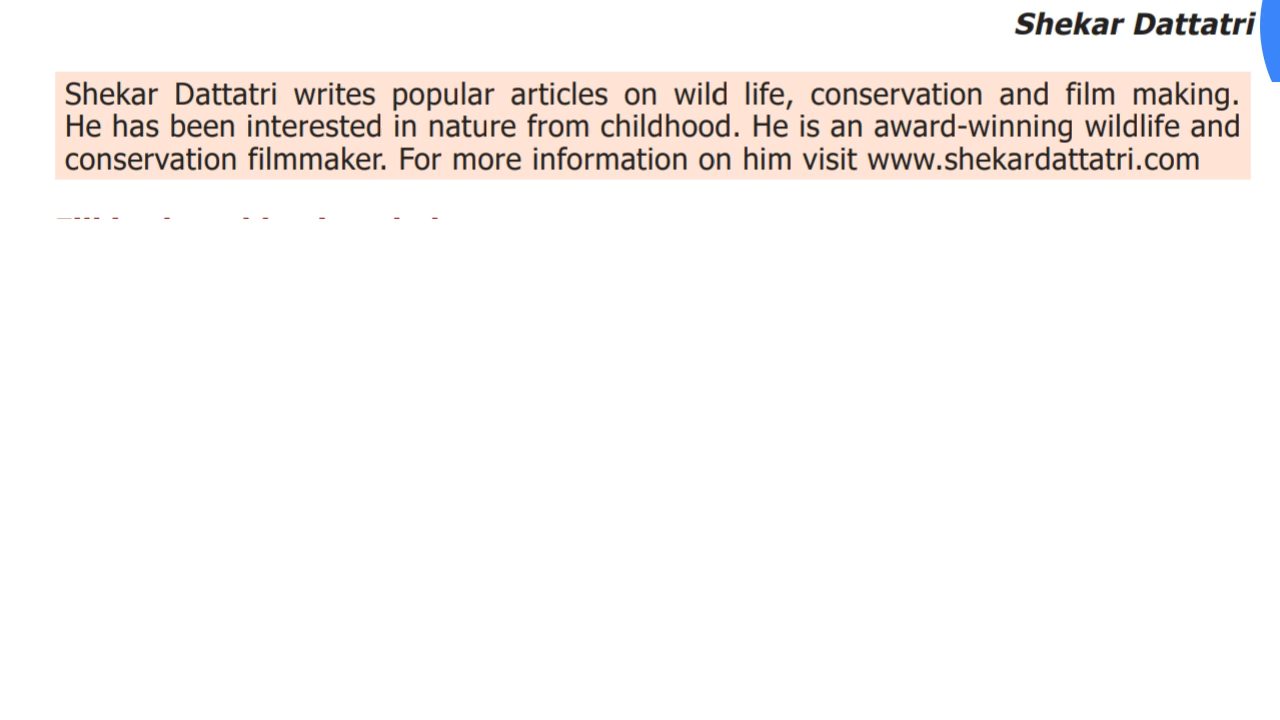 Shekar Dattatri
Shekar Dattatri writes popular articles on wild life, conservation and film making.
He has been interested in nature from childhood. He is an award-winning wildlife and
conservation filmmaker. For more information on him visit www.shekardattatri.com